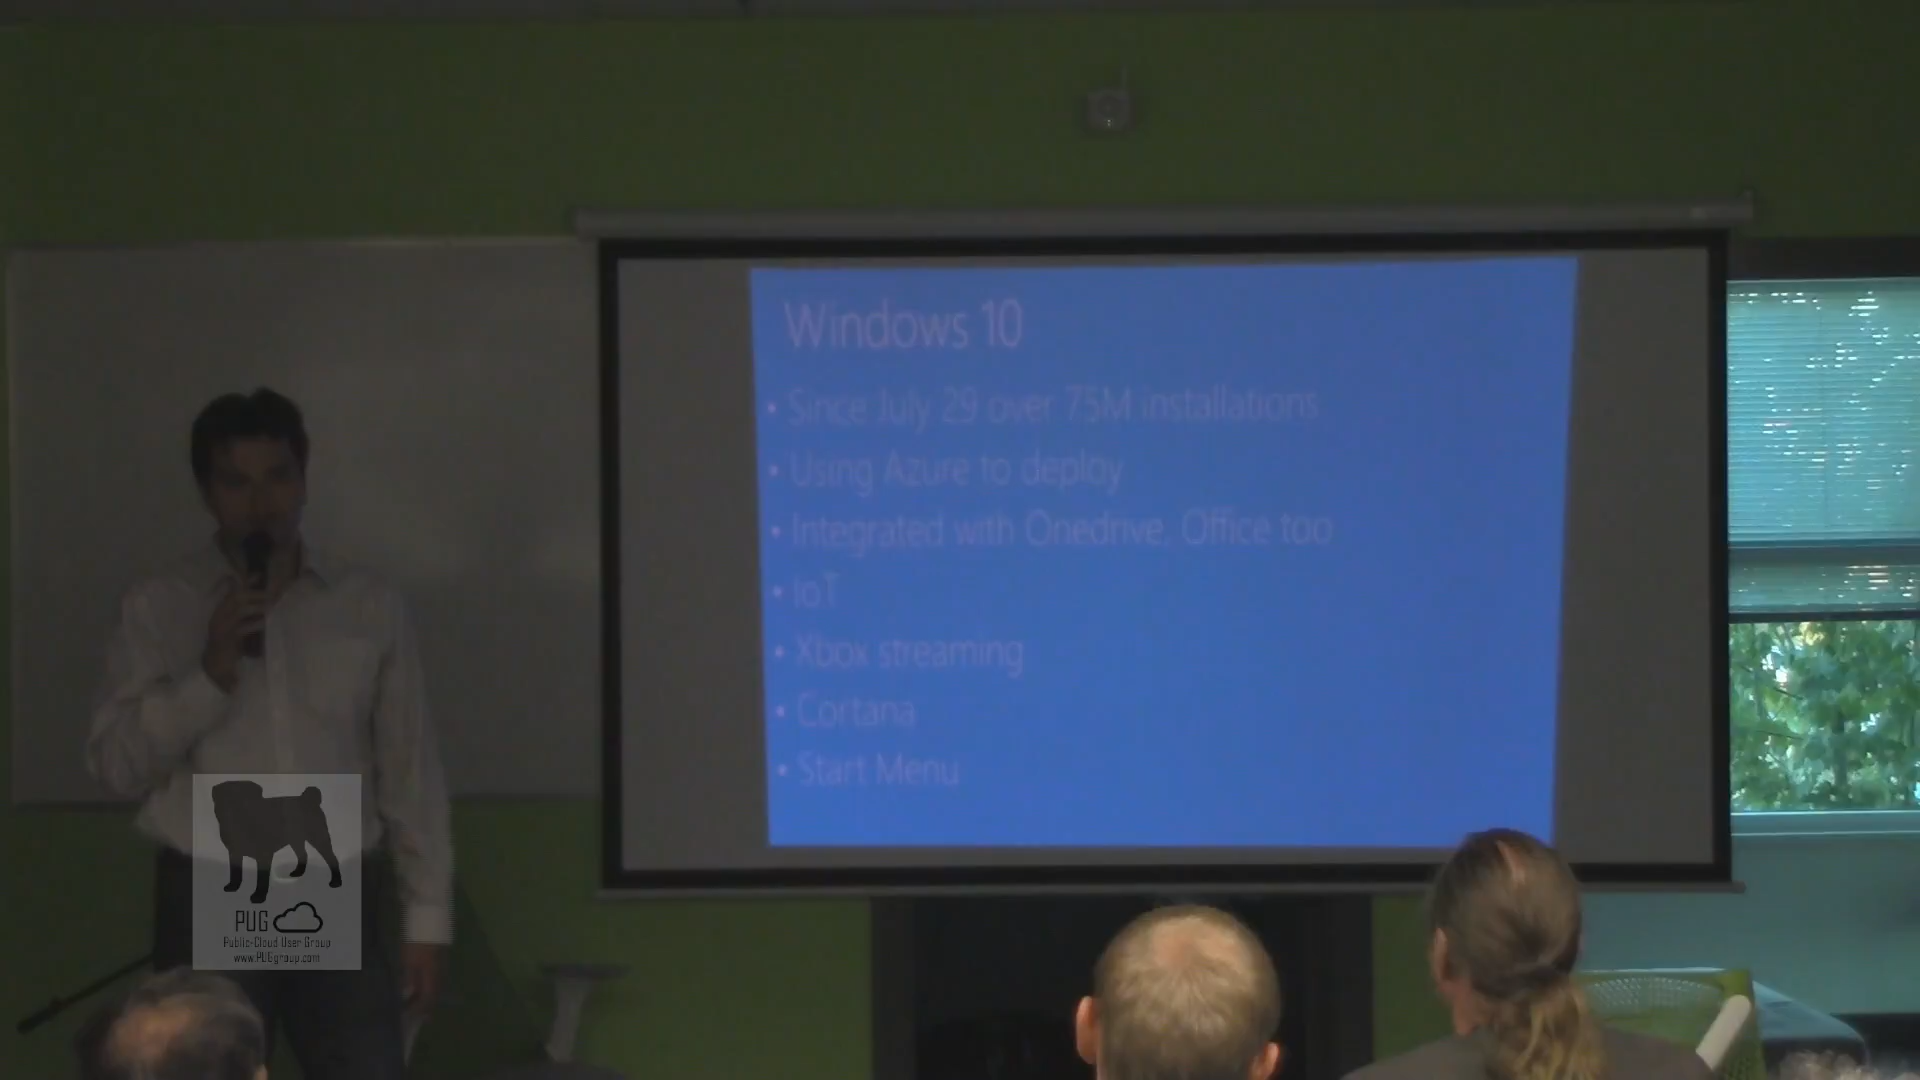 Windows 10
• Since July 29 over 75M installations
• Using Azure to deploy
• Integrated with Onedrive, Office too
• IoT
• Xbox streaming
• Cortana
• Start Menu
PUG
Public-Cloud User Group
www.PUGgroup.com